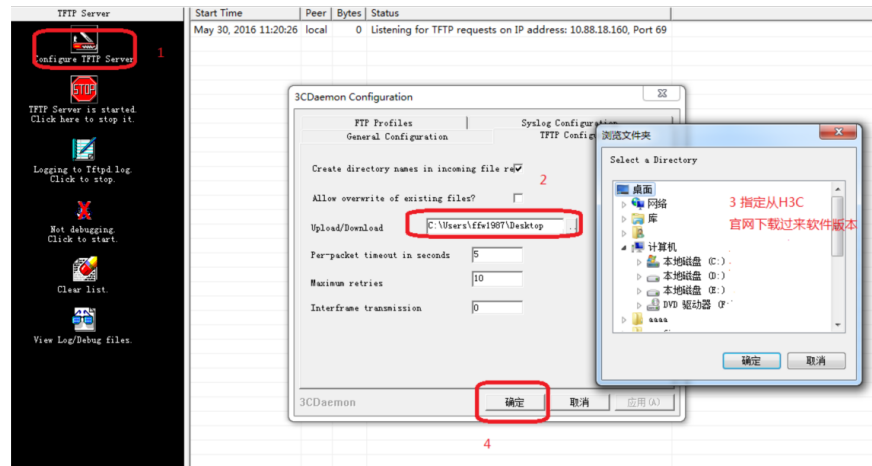 TFTP Server
Configure TFTP Server
1
STOP
TFTP Server is started.
Click here to stop it.
Logging to Tftpd.log.
Click to stop.
Not debugging.
Click to start.
Clear list.
View Log/Debug files.
Start Time Peer Bytes Status
May 30, 2016 11:20:26 local 0 Listening for TFTP requests on IP address: 10.88.18.160, Port 69
3CDaemon Configuration
FTP Profiles Syslog Configuration
General Configuration TFTP Config
Create directory names in incoming file re
2
Allow overwrite of existing files?
Upload/Download C:\Users\ffw1987\Desktop ..
Per-packet timeout in seconds 5
Maximum retries 10
Interframe transmission 0
3CDaemon 确定 取消 应用(A)
4
浏览文件夹
Select a Directory
桌面
网络
库
计算机
本地磁盘 (C:)
本地磁盘 (D:)
本地磁盘 (E:)
DVD 驱动器 (F:
aaaa
3 指定从H3C
官网下载过来软件版本
确定 取消